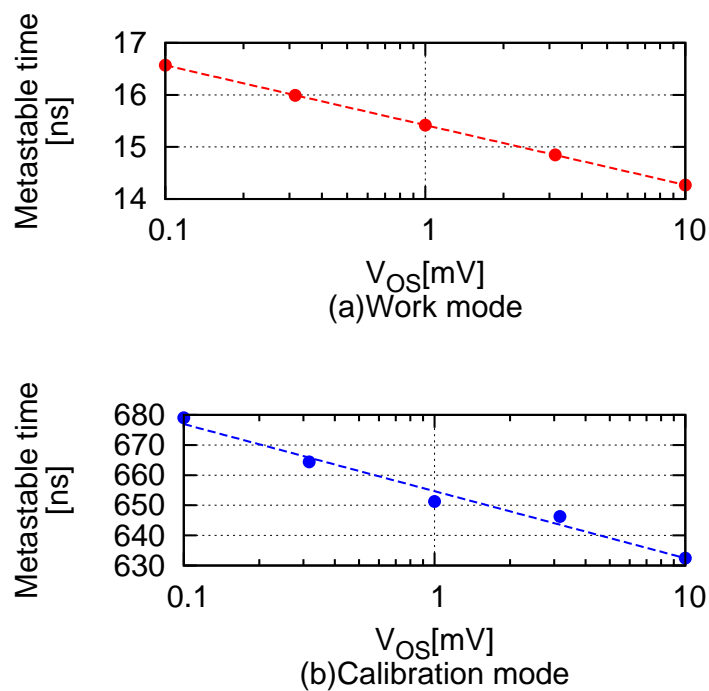 Metastable time
[ns]
17
16
15
14
0.1
1
10
V_OS[mV]
(a)Work mode
Metastable time
[ns]
680
670
660
650
640
630
0.1
1
10
V_OS[mV]
(b)Calibration mode